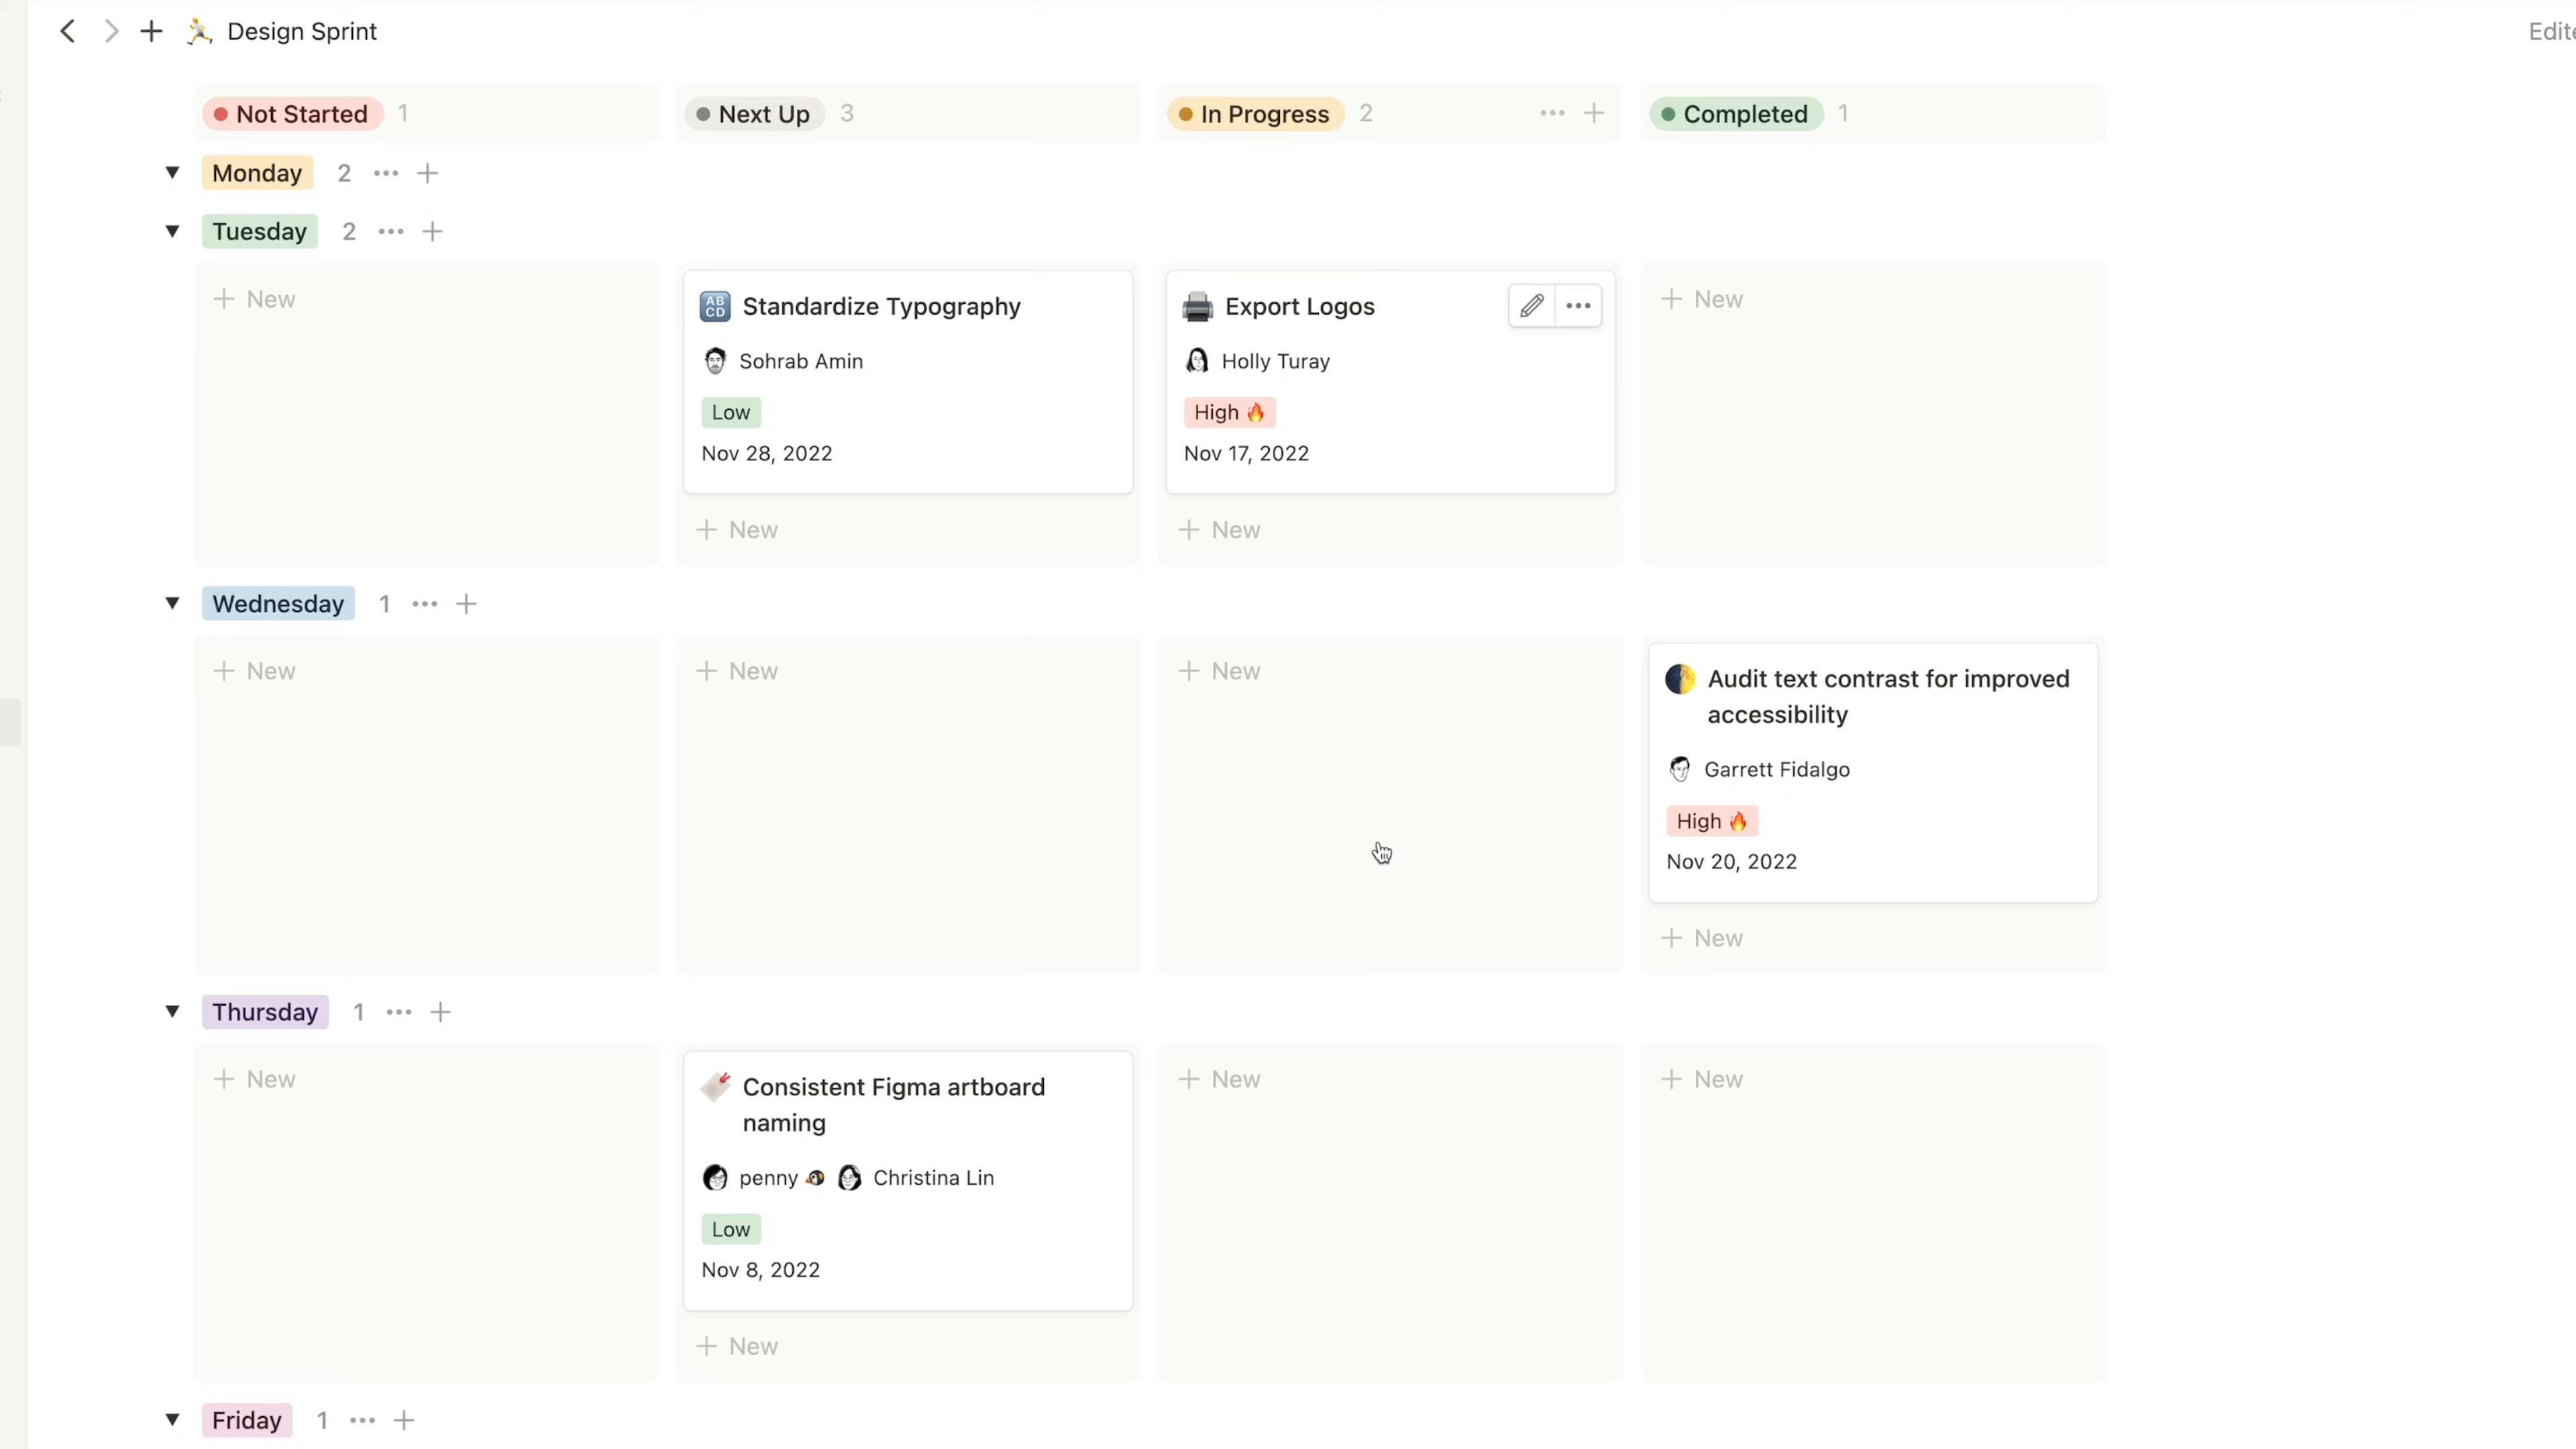 Design Sprint
Edite
Not Started 1
Next Up 3
In Progress 2
Completed 1
Monday 2
Tuesday 2
New
Standardize Typography
Sohrab Amin
Low
Nov 28, 2022
New
Export Logos
Holly Turay
High
Nov 17, 2022
New
New
Wednesday 1
New
New
New
Audit text contrast for improved
accessibility
Garrett Fidalgo
High
Nov 20, 2022
New
Thursday 1
New
Consistent Figma artboard
naming
penny Christina Lin
Low
Nov 8, 2022
New
New
New
Friday 1